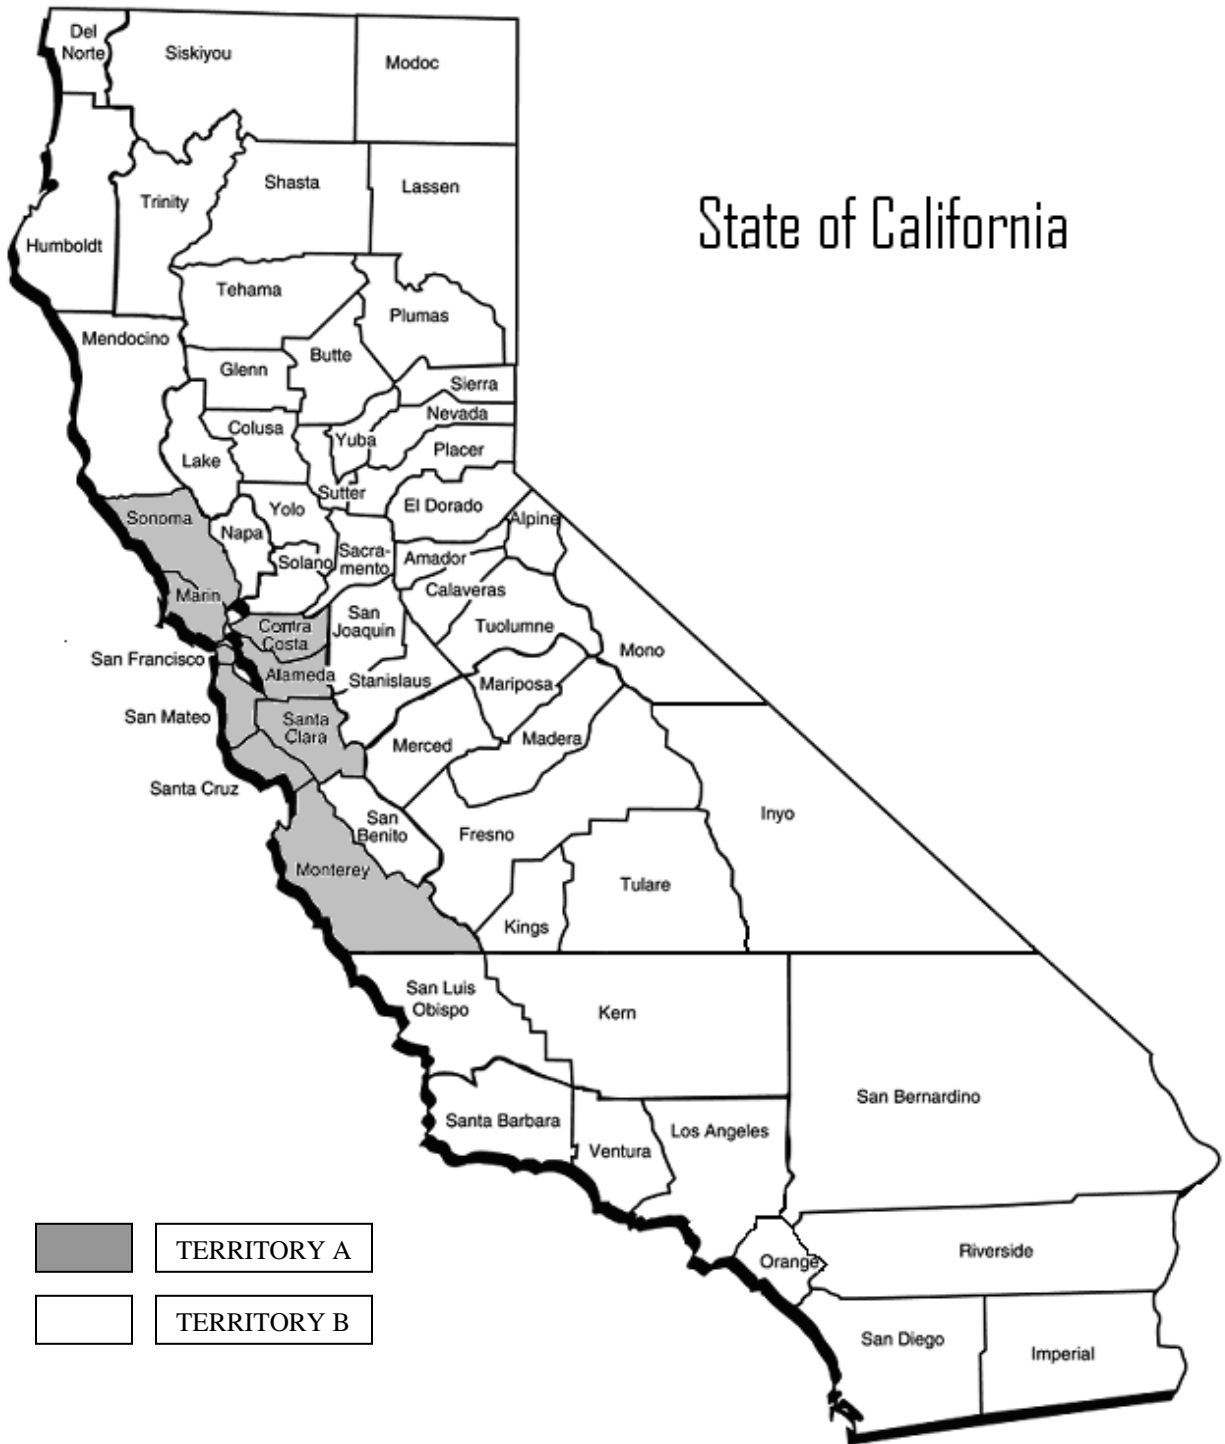 Del
Norte
Siskiyou
Modoc
Shasta
Lassen
Trinity
State of California
Humboldt
Tehama
Plumas
Mendocino
Butte
Glenn
Sierra
Nevada
Colusa
Yuba
Placer
Lake
Sutter
El Dorado
Yolo
Sonoma
Alpine
Napa
Sacra-
mento
Amador
Solano
Calaveras
Marin
San
Joaquin
Contra
Costa
Tuolumne
Mono
San Francisco
Alameda
Stanislaus
Mariposa
San Mateo
Santa
Clara
Merced
Madera
Santa Cruz
Inyo
San
Benito
Fresno
Monterey
Tulare
Kings
San Luis
Obispo
Kern
San Bernardino
Santa Barbara
Los Angeles
Ventura
TERRITORY A
Riverside
Orange
TERRITORY B
San Diego
Imperial